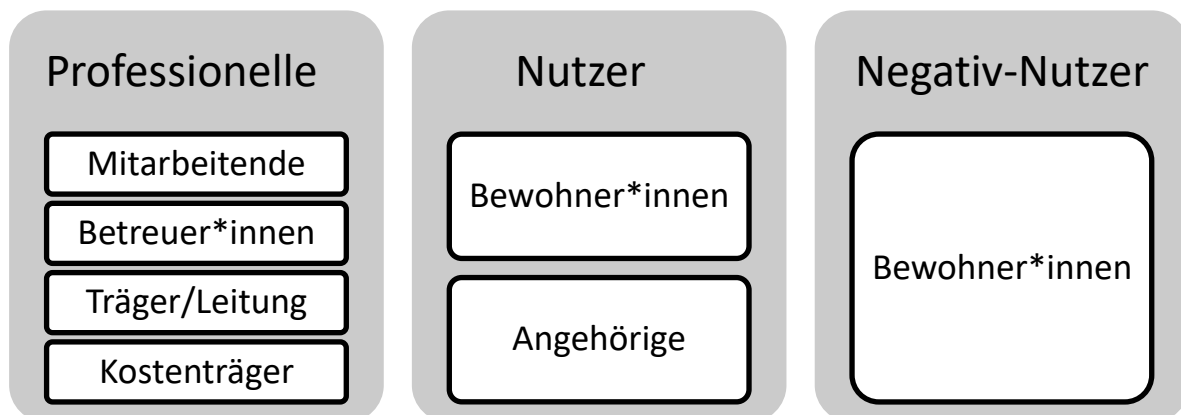 Professionelle
Mitarbeitende
Betreuer*innen
Träger/Leitung
Kostenträger
Nutzer
Bewohner*innen
Angehörige
Negativ-Nutzer
Bewohner*innen